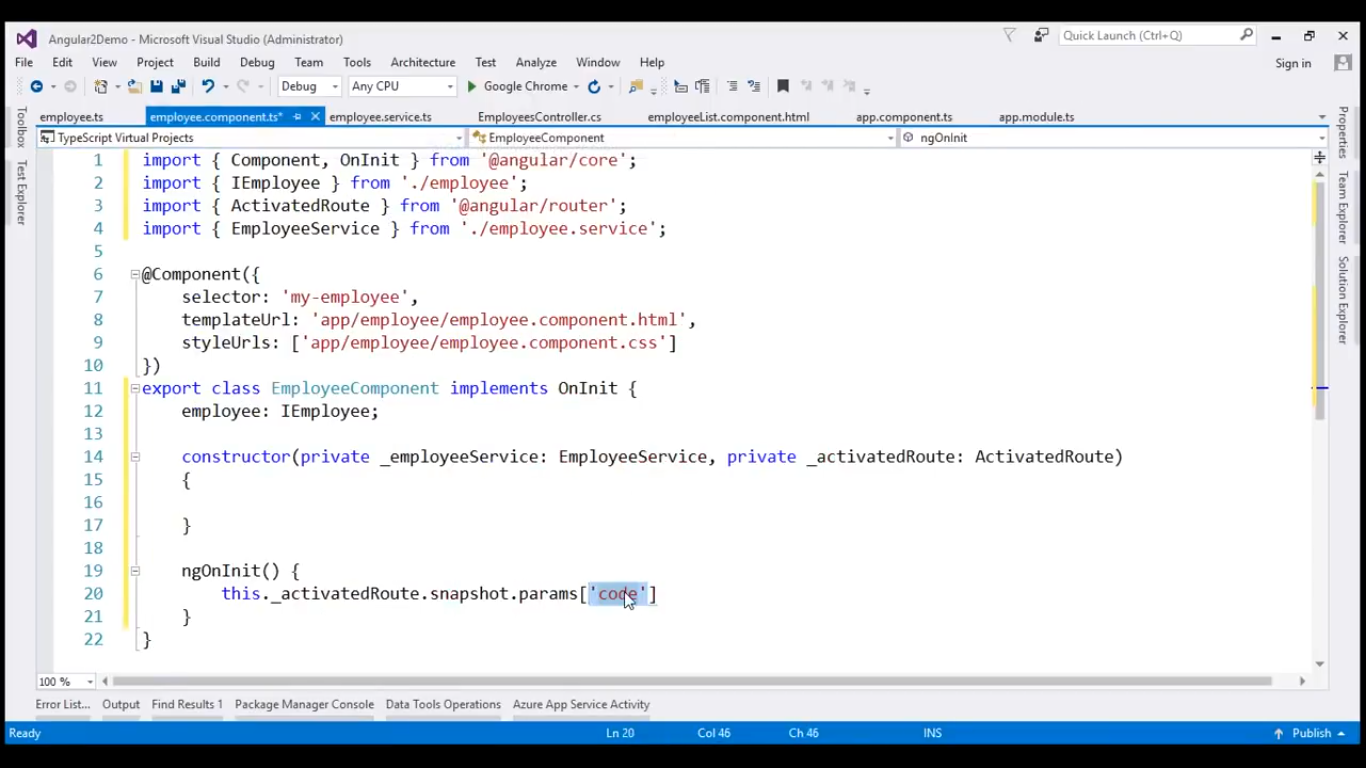 Angular2Demo - Microsoft Visual Studio (Administrator)
Quick Launch (Ctrl+Q)
File Edit View Project Build Debug Team Tools Architecture Test Analyze Window Help
Sign in
Debug Any CPU Google Chrome
Toolbox
Test Explorer
employee.ts employee.component.ts* employee.service.ts EmployeesController.cs employeeList.component.html app.component.ts app.module.ts
TypeScript Virtual Projects EmployeeComponent ngOnInit
1 import { Component, OnInit } from '@angular/core';
2 import { IEmployee } from './employee';
3 import { ActivatedRoute } from '@angular/router';
4 import { EmployeeService } from './employee.service';
5
6 @Component({
7 selector: 'my-employee',
8 templateUrl: 'app/employee/employee.component.html',
9 styleUrls: ['app/employee/employee.component.css']
10 })
11 export class EmployeeComponent implements OnInit {
12 employee: IEmployee;
13
14 constructor(private _employeeService: EmployeeService, private _activatedRoute: ActivatedRoute)
15 {
16
17 }
18
19 ngOnInit() {
20 this._activatedRoute.snapshot.params['code']
21 }
22 }
Properties
Team Explorer
Solution Explorer
100 %
Error List... Output Find Results 1 Package Manager Console Data Tools Operations Azure App Service Activity
Ready Ln 20 Col 46 Ch 46 INS Publish